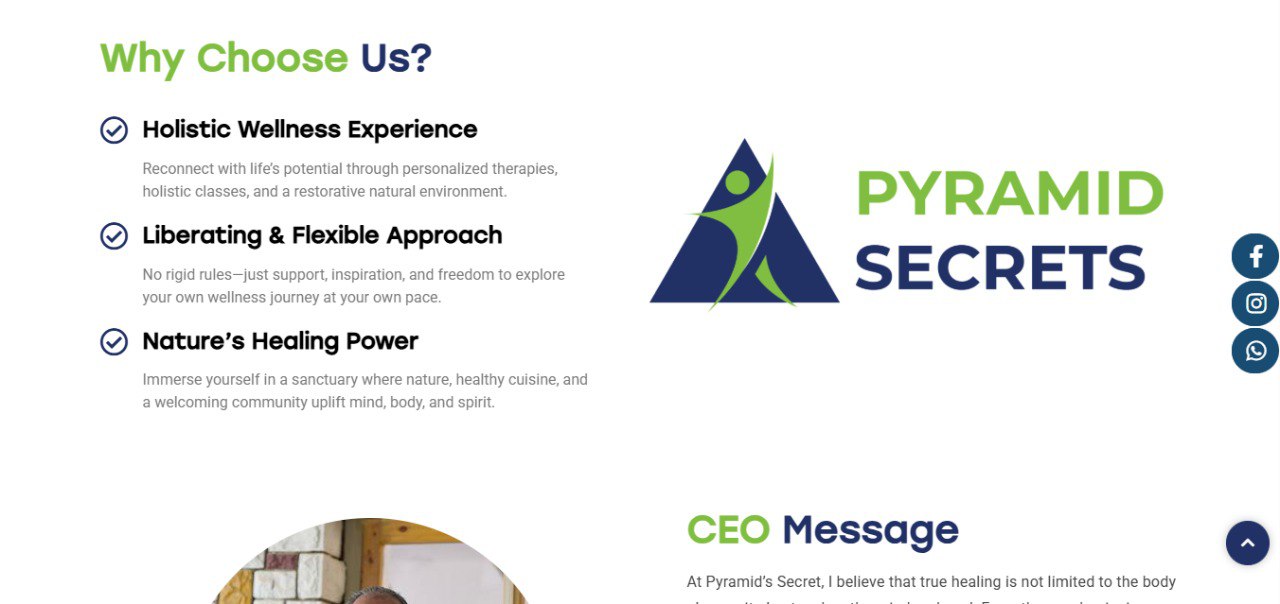 Why Choose Us?
Holistic Wellness Experience
Reconnect with life’s potential through personalized therapies,
holistic classes, and a restorative natural environment.
Liberating & Flexible Approach
No rigid rules—just support, inspiration, and freedom to explore
your own wellness journey at your own pace.
Nature’s Healing Power
Immerse yourself in a sanctuary where nature, healthy cuisine, and
a welcoming community uplift mind, body, and spirit.
PYRAMID
SECRETS
CEO Message
At Pyramid’s Secret, I believe that true healing is not limited to the body